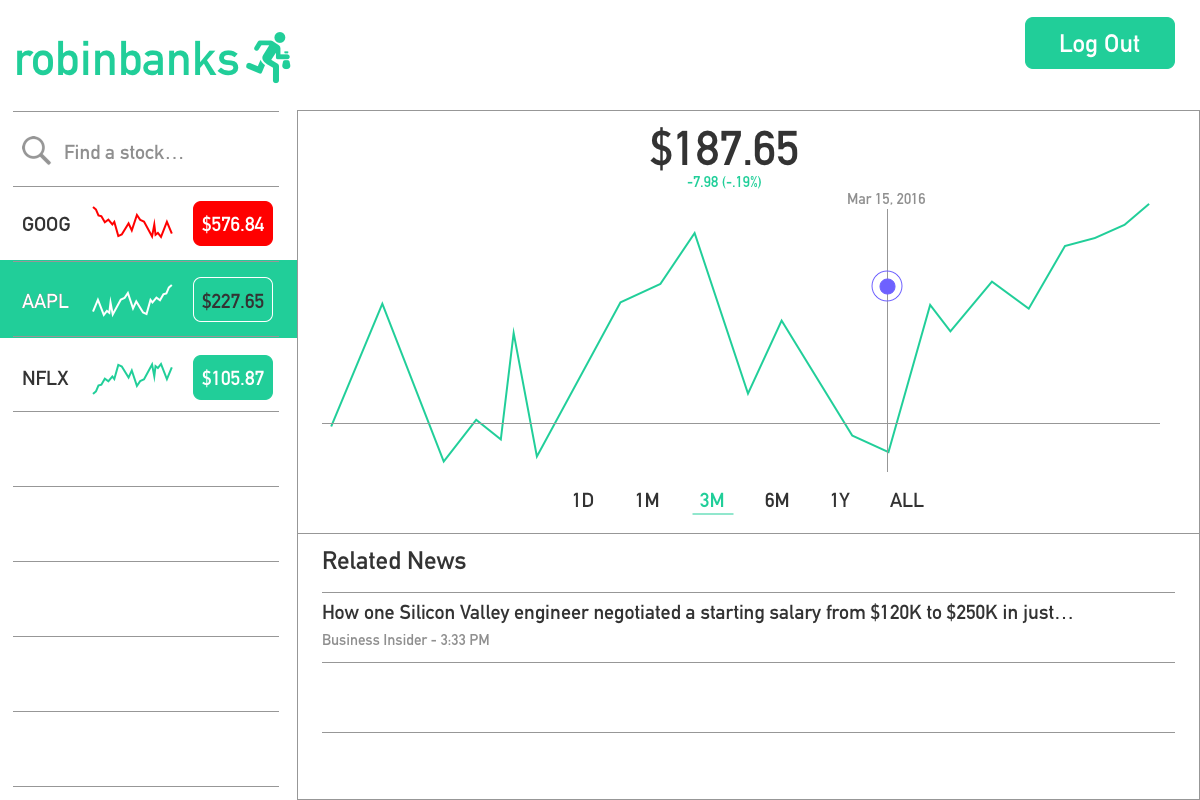 robinbanks
Log Out
Find a stock...
GOOG $576.84
AAPL $227.65
NFLX $105.87
$187.65
-7.98 (-.19%)
Mar 15, 2016
1D 1M 3M 6M 1Y ALL
Related News
How one Silicon Valley engineer negotiated a starting salary from $120K to $250K in just...
Business Insider - 3:33 PM